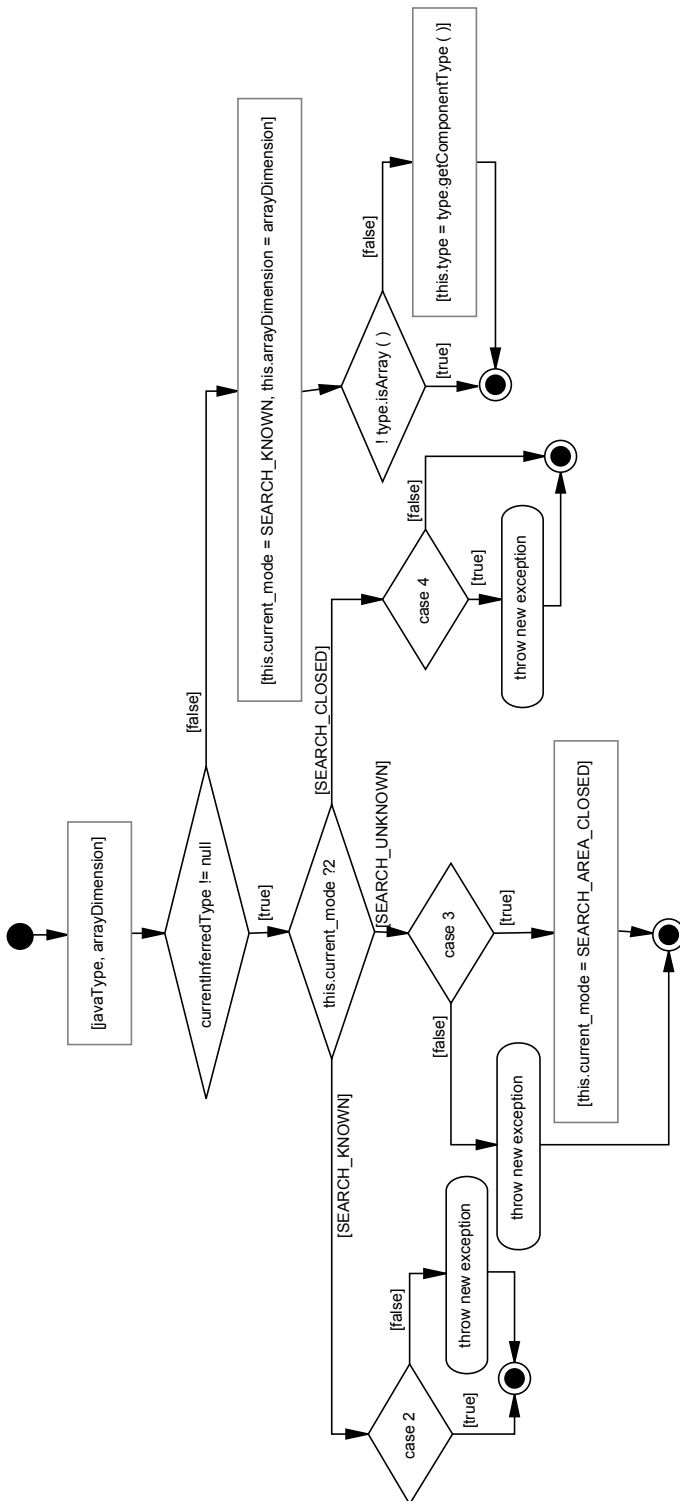 [javaType, arrayDimension]
currentInferredType != null
[false]
[true]
[this.current_mode = SEARCH_KNOWN, this.arrayDimension = arrayDimension]
! type.isArray ( )
[false]
[true]
[this.type = type.getComponentType ( )]
this.current_mode ?2
[SEARCH_CLOSED]
[SEARCH_UNKNOWN]
[SEARCH_KNOWN]
case 4
[false]
[true]
throw new exception
case 3
[true]
[false]
[this.current_mode = SEARCH_AREA_CLOSED]
throw new exception
case 2
[false]
[true]
throw new exception